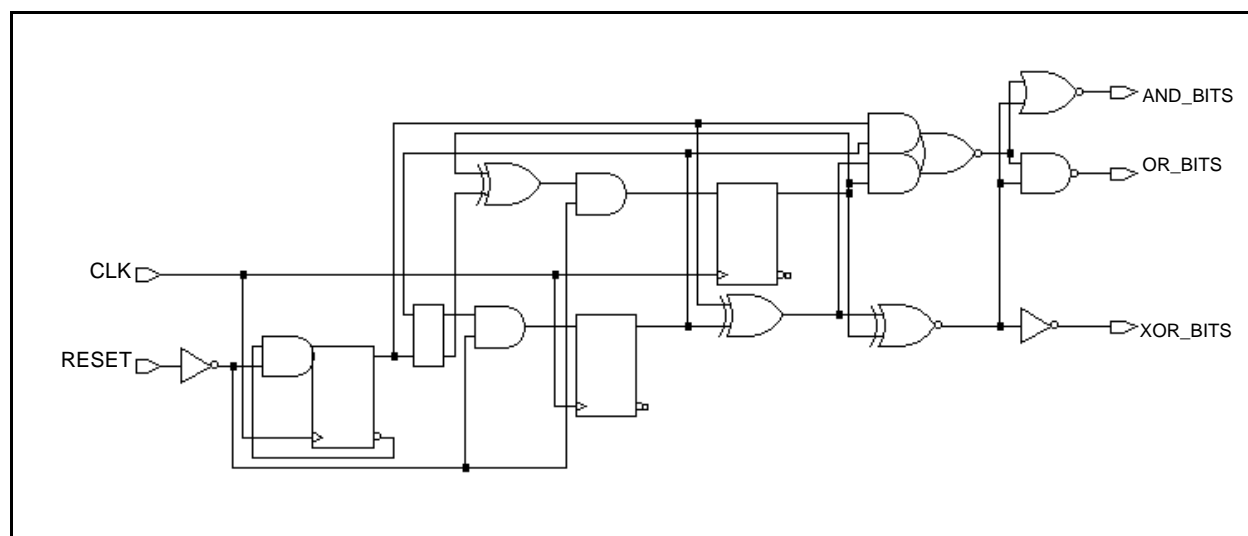 AND_BITS
OR_BITS
CLK
XOR_BITS
RESET